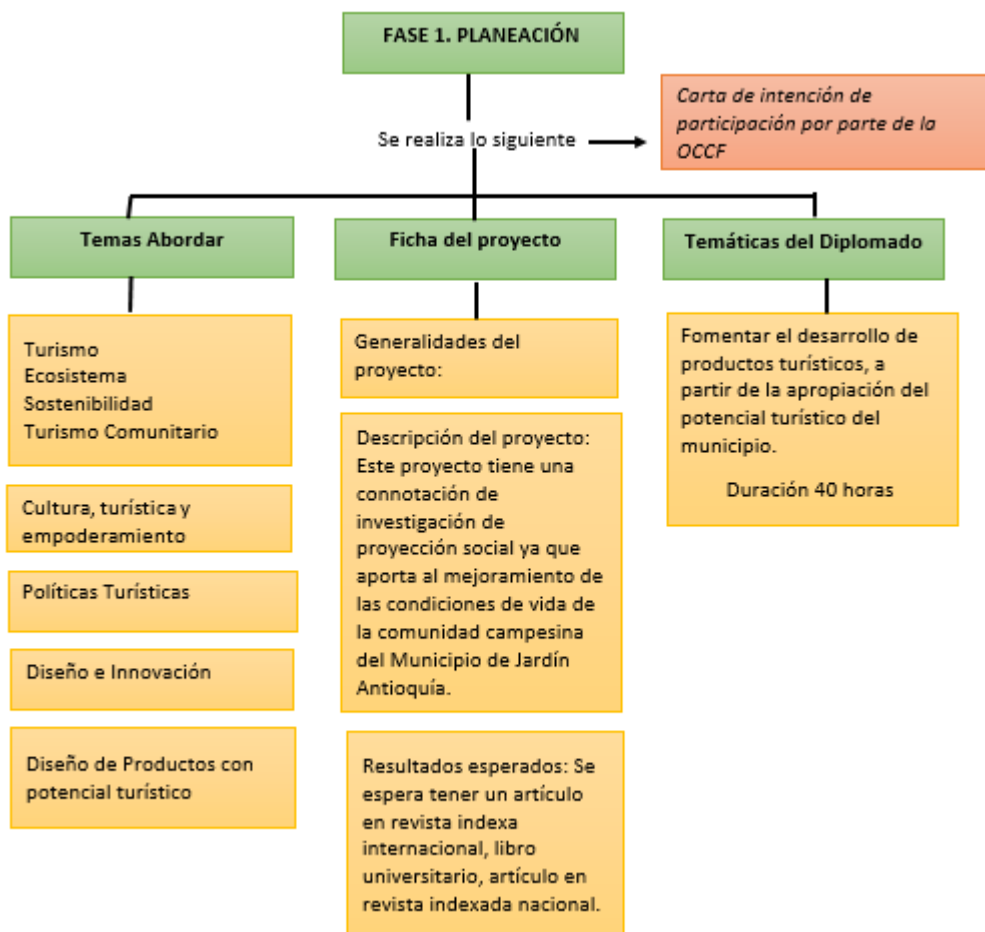 FASE 1. PLANEACIÓN
Carta de intención de
participación por parte de la
OCCF
Se realiza lo siguiente
Temas Abordar
Ficha del proyecto
Temáticas del Diplomado
Turismo
Ecosistema
Sostenibilidad
Turismo Comunitario
Cultura, turística y
empoderamiento
Políticas Turísticas
Diseño e Innovación
Diseño de Productos con
potencial turístico
Generalidades del
proyecto:
Descripción del proyecto:
Este proyecto tiene una
connotación de
investigación de
proyección social ya que
aporta al mejoramiento de
las condiciones de vida de
la comunidad campesina
del Municipio de Jardín
Antioquía.
Resultados esperados: Se
espera tener un artículo
en revista indexa
internacional, libro
universitario, artículo en
revista indexada nacional.
Fomentar el desarrollo de
productos turísticos, a
partir de la apropiación del
potencial turístico del
municipio.
Duración 40 horas